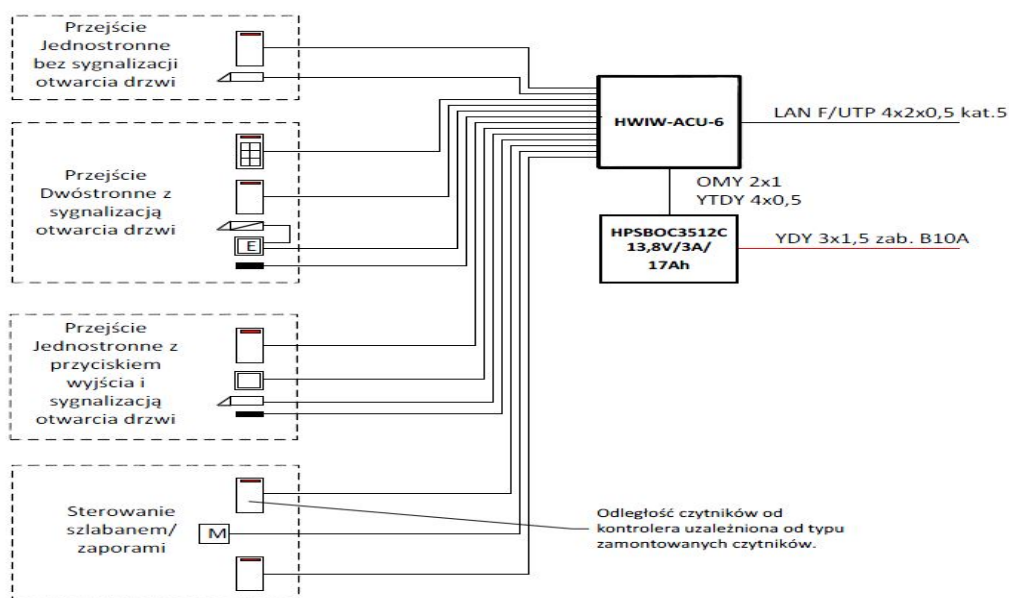 Przejście
Jednostronne
bez sygnalizacji
otwarcia drzwi
Przejście
Dwóstronne z
sygnalizacją
otwarcia drzwi
E
Przejście
Jednostronne z
przyciskiem
wyjścia i
sygnalizacją
otwarcia drzwi
Sterowanie
szlabanem/
zaporami
M
HWIW-ACU-6
LAN F/UTP 4x2x0,5 kat.5
OMY 2x1
YTDY 4x0,5
HPSBOC3512C
13,8V/3A/
17Ah
YDY 3x1,5 zab. B10A
Odległość czytników od
kontrolera uzależniona od typu
zamontowanych czytników.